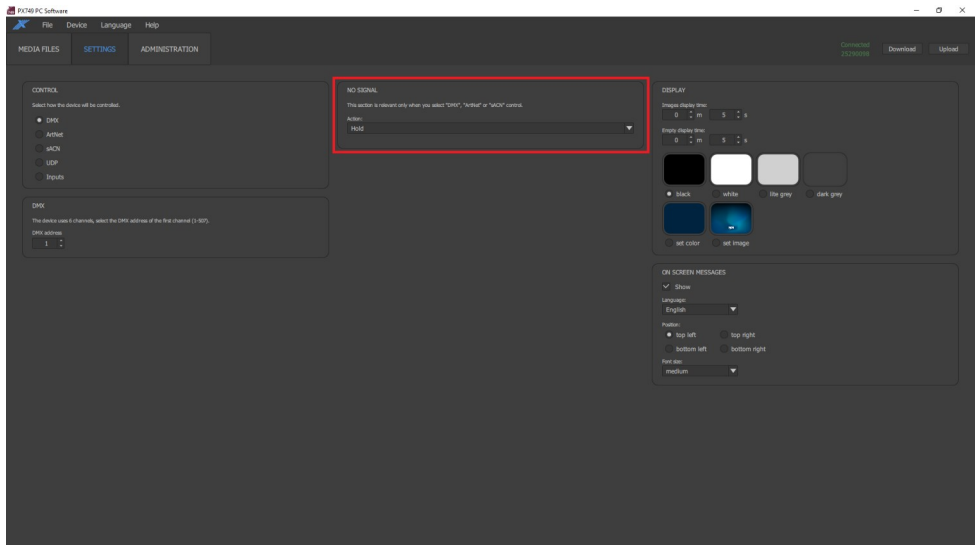 PX749 PC Software
File Device Language Help
MEDIA FILES SETTINGS ADMINISTRATION
Connected
Download Upload
CONTROL
Select how the device will be controlled.
DMX
ArtNet
sACN
UDP
Inputs
DMX
The device uses 6 channels, select the DMX address of the first channel (1-507).
DMX address:
1
NO SIGNAL
This section is relevant only when you select "DMX", "ArtNet" or "sACN" control.
Action:
Hold
DISPLAY
Images display time:
0 m 5 s
Empty display time:
0 m 5 s
black white lite grey dark grey
set color set image
ON SCREEN MESSAGES
Show
Language:
English
Position:
top left top right
bottom left bottom right
Font size:
medium